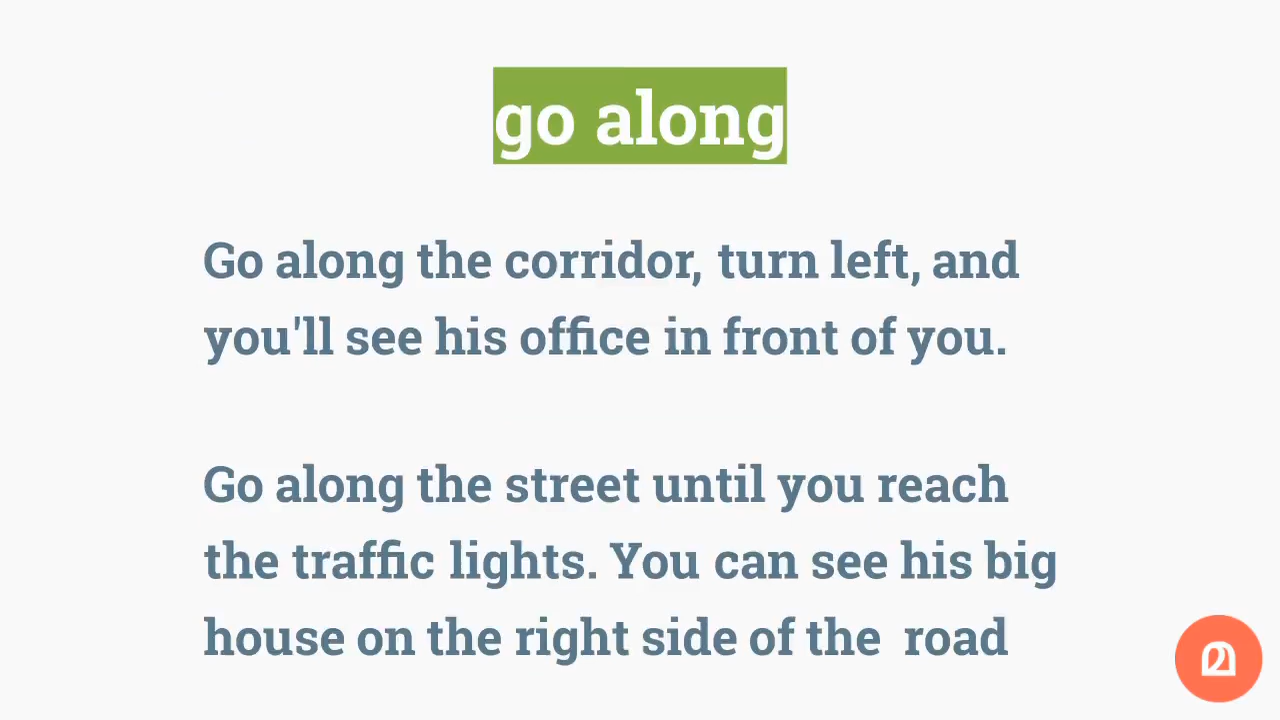 go along
Go along the corridor, turn left, and
you'll see his office in front of you.
Go along the street until you reach
the traffic lights. You can see his big
house on the right side of the  road